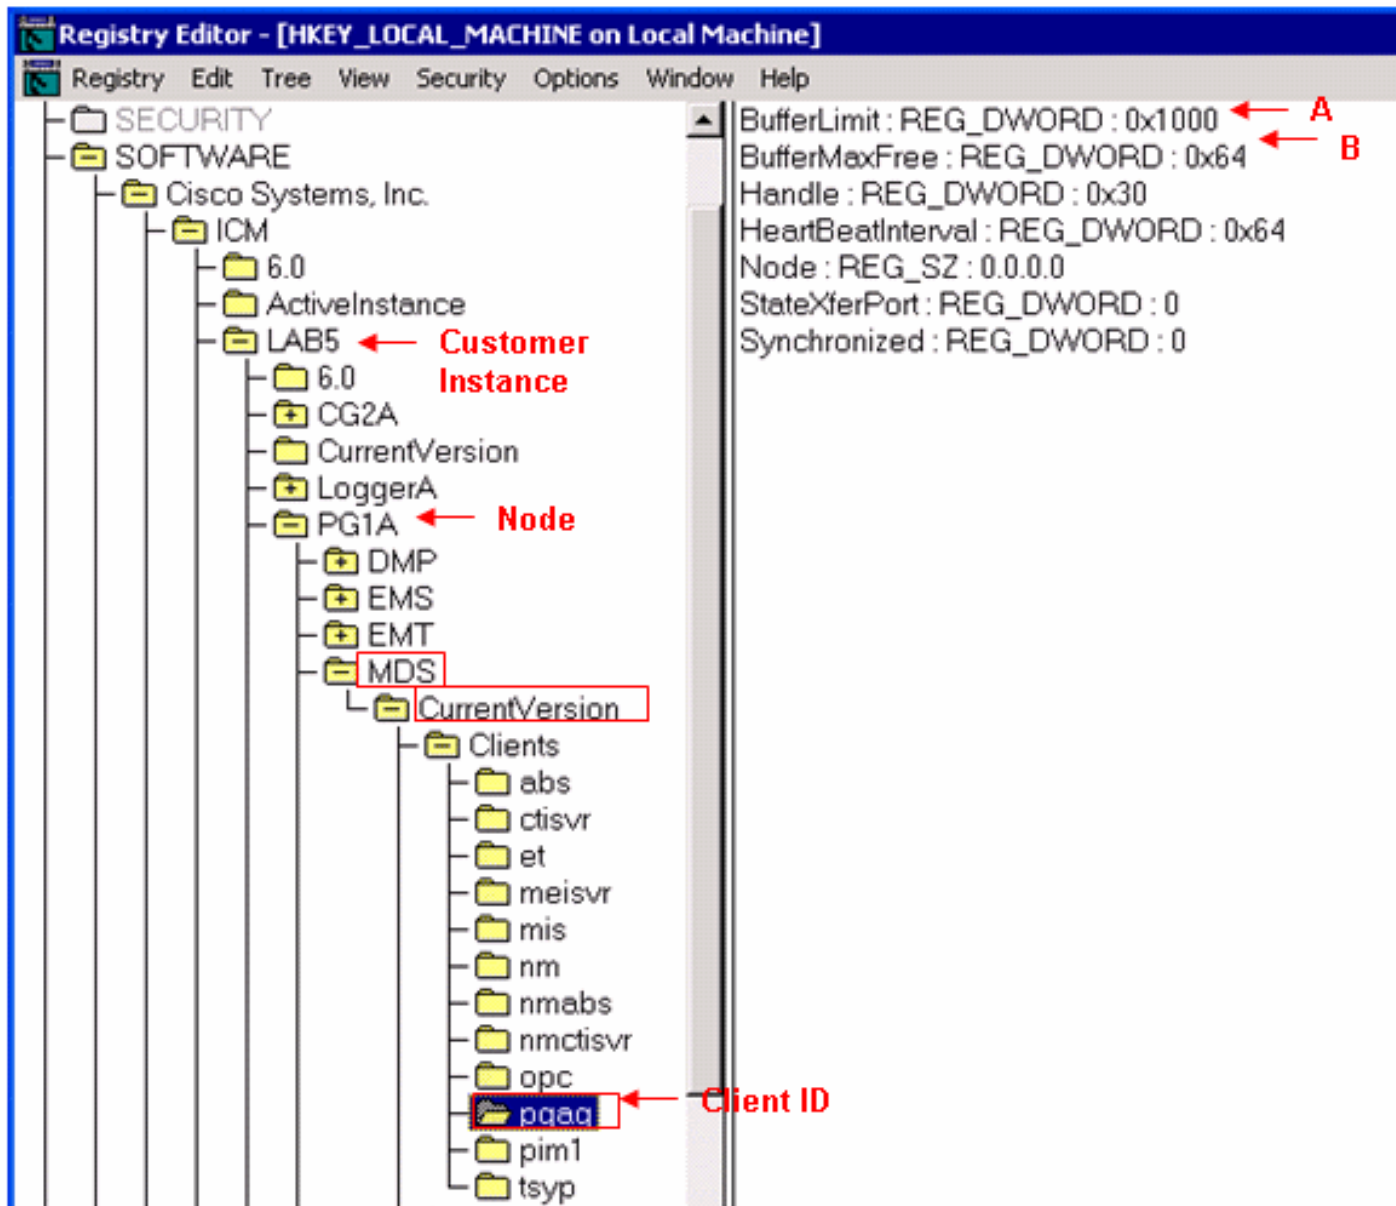 Registry Editor - [HKEY_LOCAL_MACHINE on Local Machine]
Registry Edit Tree View Security Options Window Help
SECURITY
SOFTWARE
Cisco Systems, Inc.
ICM
6.0
ActiveInstance
LAB5
Customer
Instance
6.0
CG2A
CurrentVersion
LoggerA
PG1A
Node
DMP
EMS
EMT
MDS
CurrentVersion
Clients
abs
ctisvr
et
meisvr
mis
nm
nmabs
nmctisvr
opc
pgag
Client ID
pim1
tsyp
BufferLimit : REG_DWORD : 0x1000
A
B
BufferMaxFree : REG_DWORD : 0x64
Handle : REG_DWORD : 0x30
HeartBeatInterval : REG_DWORD : 0x64
Node : REG_SZ : 0.0.0.0
StateXferPort : REG_DWORD : 0
Synchronized : REG_DWORD : 0